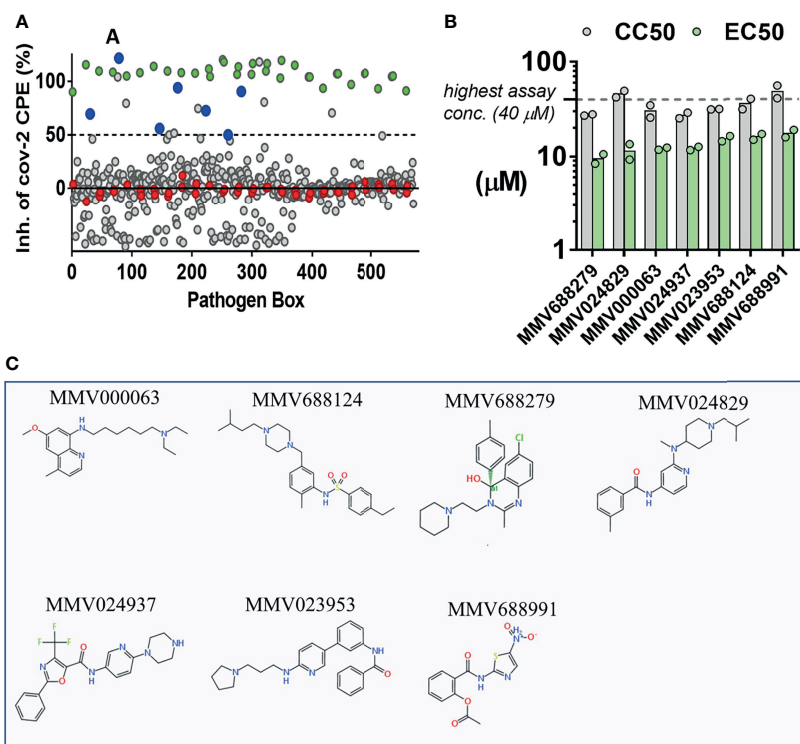 A
A
Inh. of cov-2 CPE (%)
100
50
0
0
100
200
300
400
500
Pathogen Box
B
CC50
EC50
highest assay
conc. (40 µM)
(µM)
100
10
1
MMV688279
MMV024829
MMV000063
MMV024937
MMV023953
MMV688124
MMV688991
C
MMV000063
MMV688124
MMV688279
MMV024829
MMV024937
MMV023953
MMV688991